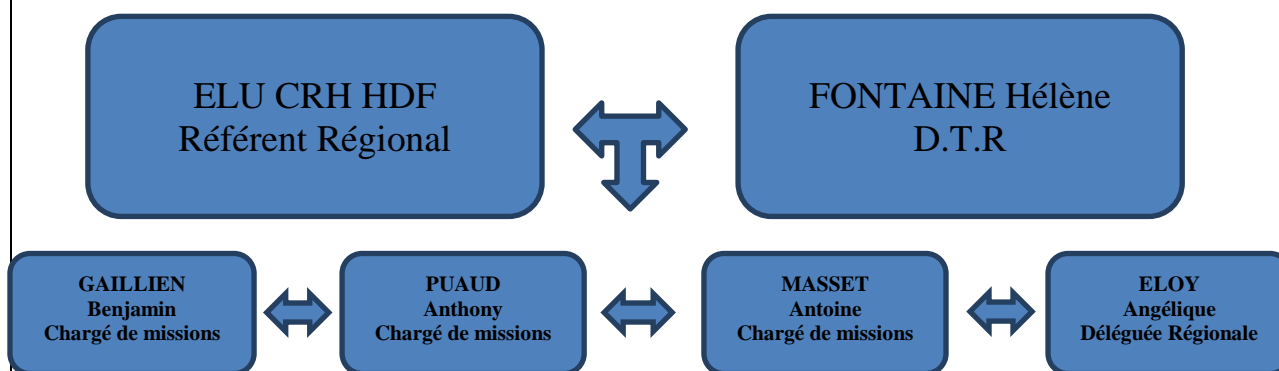 ELU CRH HDF
Référent Régional
FONTAINE Hélène
D.T.R
GAILLIEN
Benjamin
Chargé de missions
PUAUD
Anthony
Chargé de missions
MASSET
Antoine
Chargé de missions
ELOY
Angélique
Déléguée Régionale